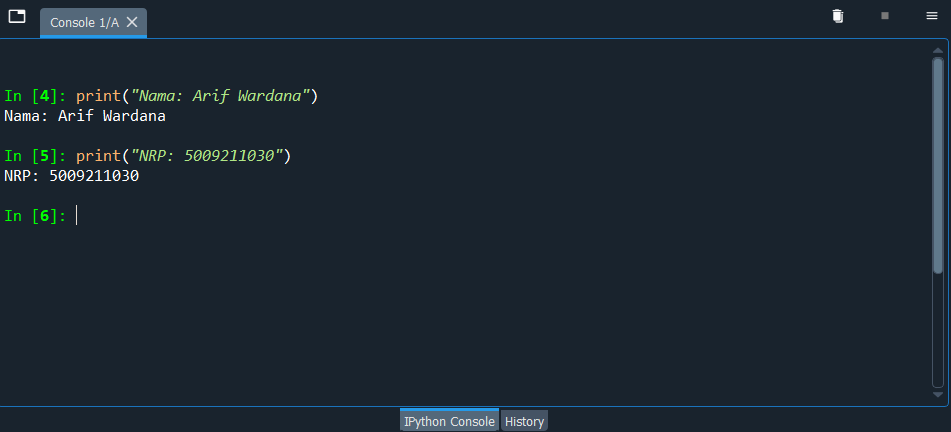 Console 1/A
In [4]: print("Nama: Arif Wardana")
Nama: Arif Wardana
In [5]: print("NRP: 5009211030")
NRP: 5009211030
In [6]:
IPython Console
History